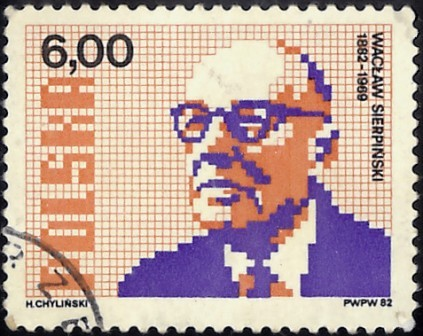 6,00
WACŁAW SIERPIŃSKI
1882-1969
POLSKA
H.CHYLIŃSKI
PWPW 82